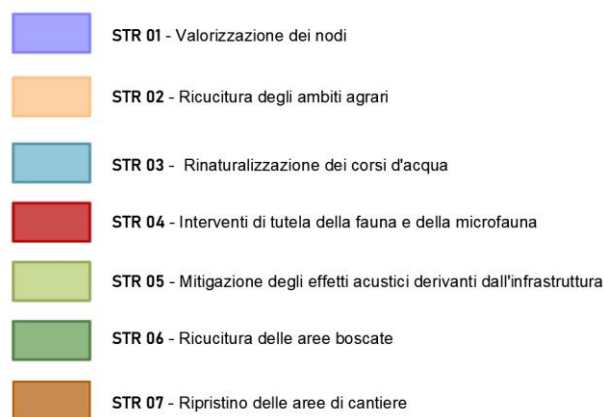 STR 01 - Valorizzazione dei nodi
STR 02 - Ricucitura degli ambiti agrari
STR 03 - Rinaturalizzazione dei corsi d'acqua
STR 04 - Interventi di tutela della fauna e della microfauna
STR 05 - Mitigazione degli effetti acustici derivanti dall'infrastruttura
STR 06 - Ricucitura delle aree boscate
STR 07 - Ripristino delle aree di cantiere